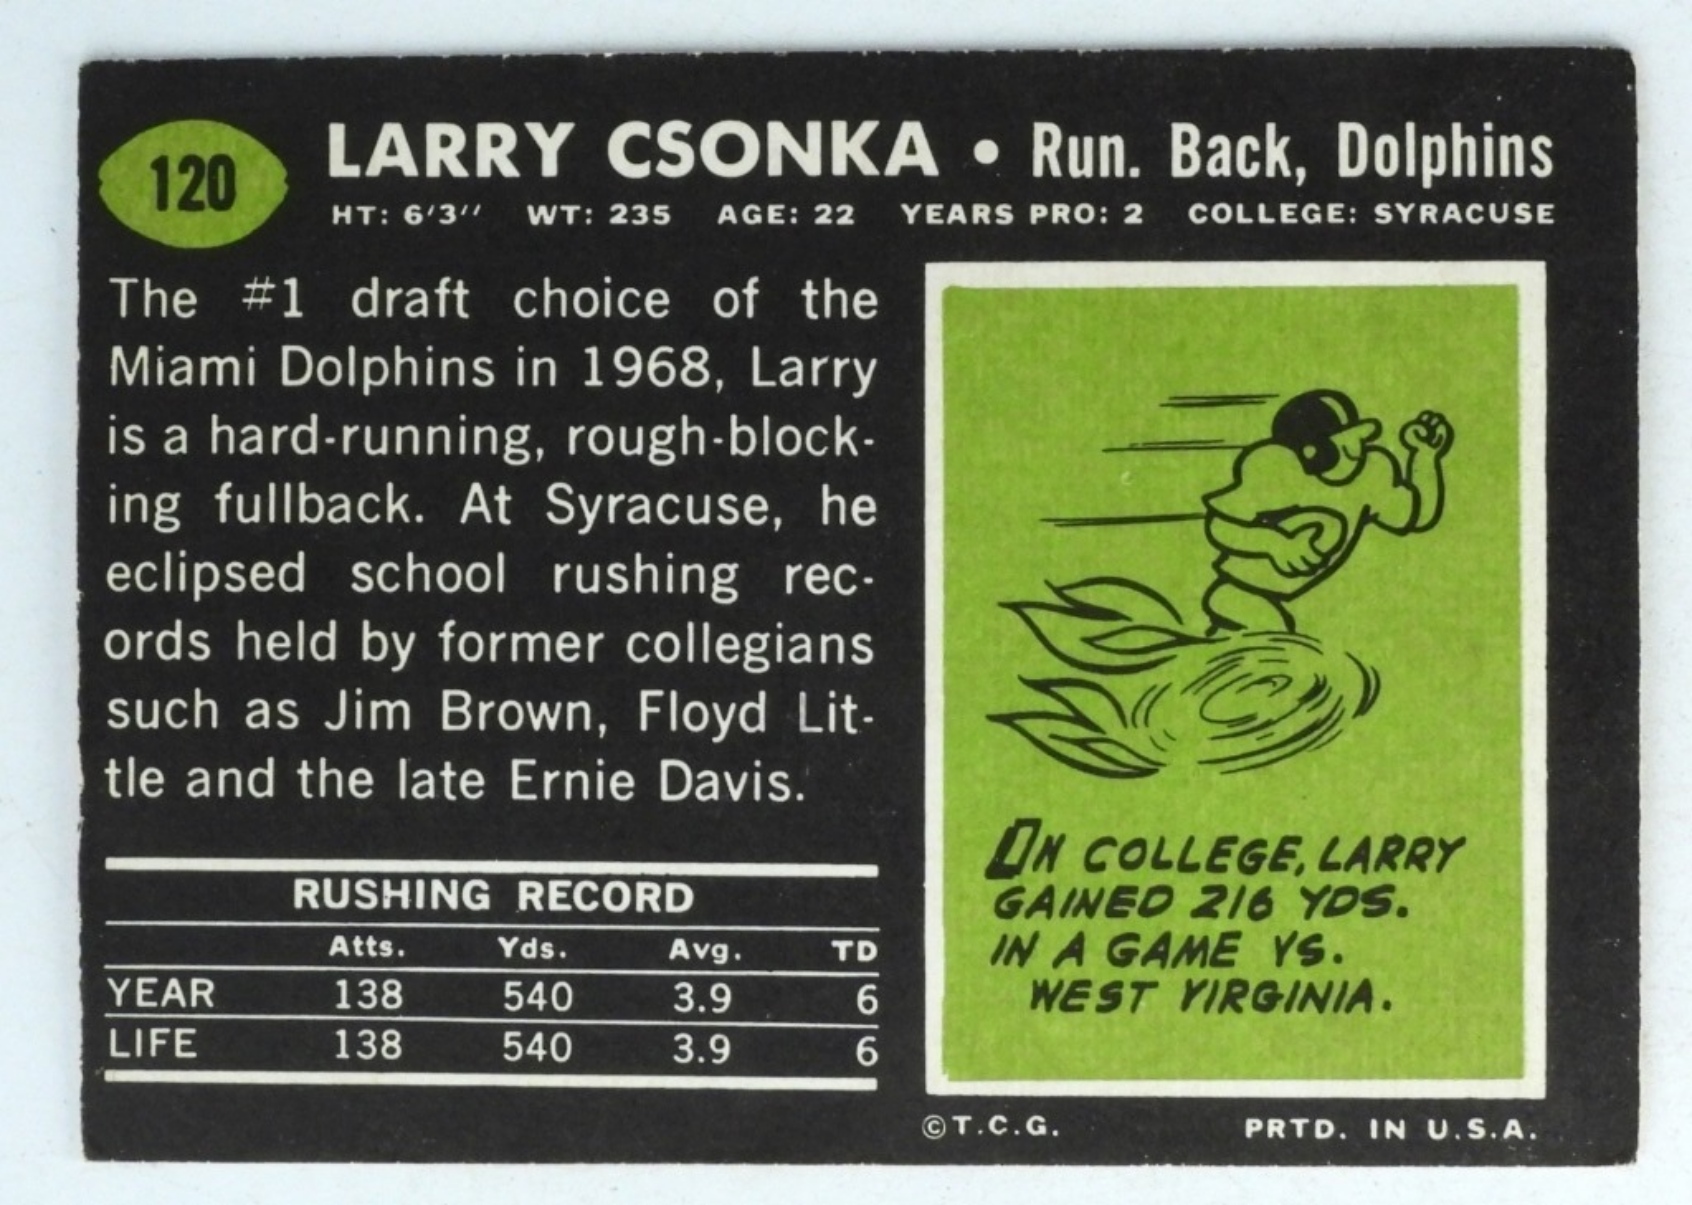 120
LARRY CSONKA • Run. Back, Dolphins
HT: 6'3'' WT: 235 AGE: 22 YEARS PRO: 2 COLLEGE: SYRACUSE
The #1 draft choice of the
Miami Dolphins in 1968, Larry
is a hard-running, rough-block-
ing fullback. At Syracuse, he
eclipsed school rushing rec-
ords held by former collegians
such as Jim Brown, Floyd Lit-
tle and the late Ernie Davis.
RUSHING RECORD
Atts. Yds. Avg. TD
YEAR 138 540 3.9 6
LIFE 138 540 3.9 6
IN COLLEGE, LARRY
GAINED 216 YDS.
IN A GAME VS.
WEST VIRGINIA.
©T.C.G. PRTD. IN U.S.A.